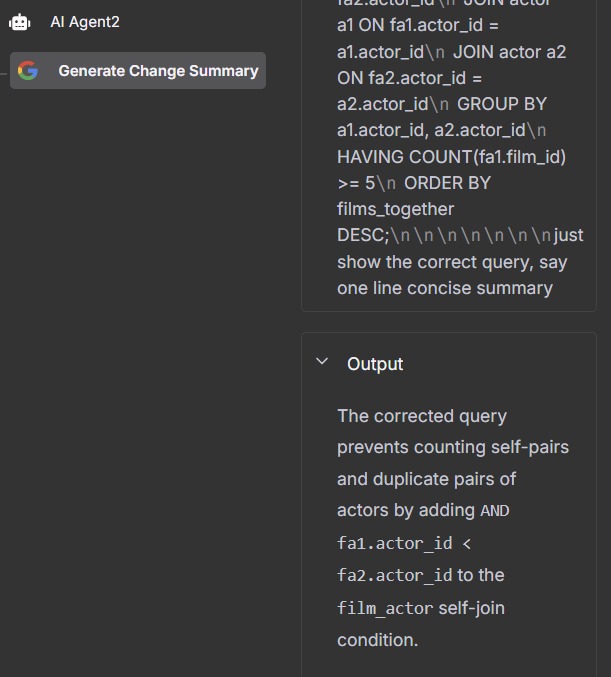 AI Agent2
Generate Change Summary
fa2.actor_id\n JOIN actor
a1 ON fa1.actor_id =
a1.actor_id\n JOIN actor a2
ON fa2.actor_id =
a2.actor_id\n GROUP BY
a1.actor_id, a2.actor_id\n
HAVING COUNT(fa1.film_id)
>= 5\n ORDER BY
films_together
DESC;\n\n\n\n\n\n\njust
show the correct query, say
one line concise summary
Output
The corrected query
prevents counting self-pairs
and duplicate pairs of
actors by adding AND
fa1.actor_id <
fa2.actor_id to the
film_actor self-join
condition.